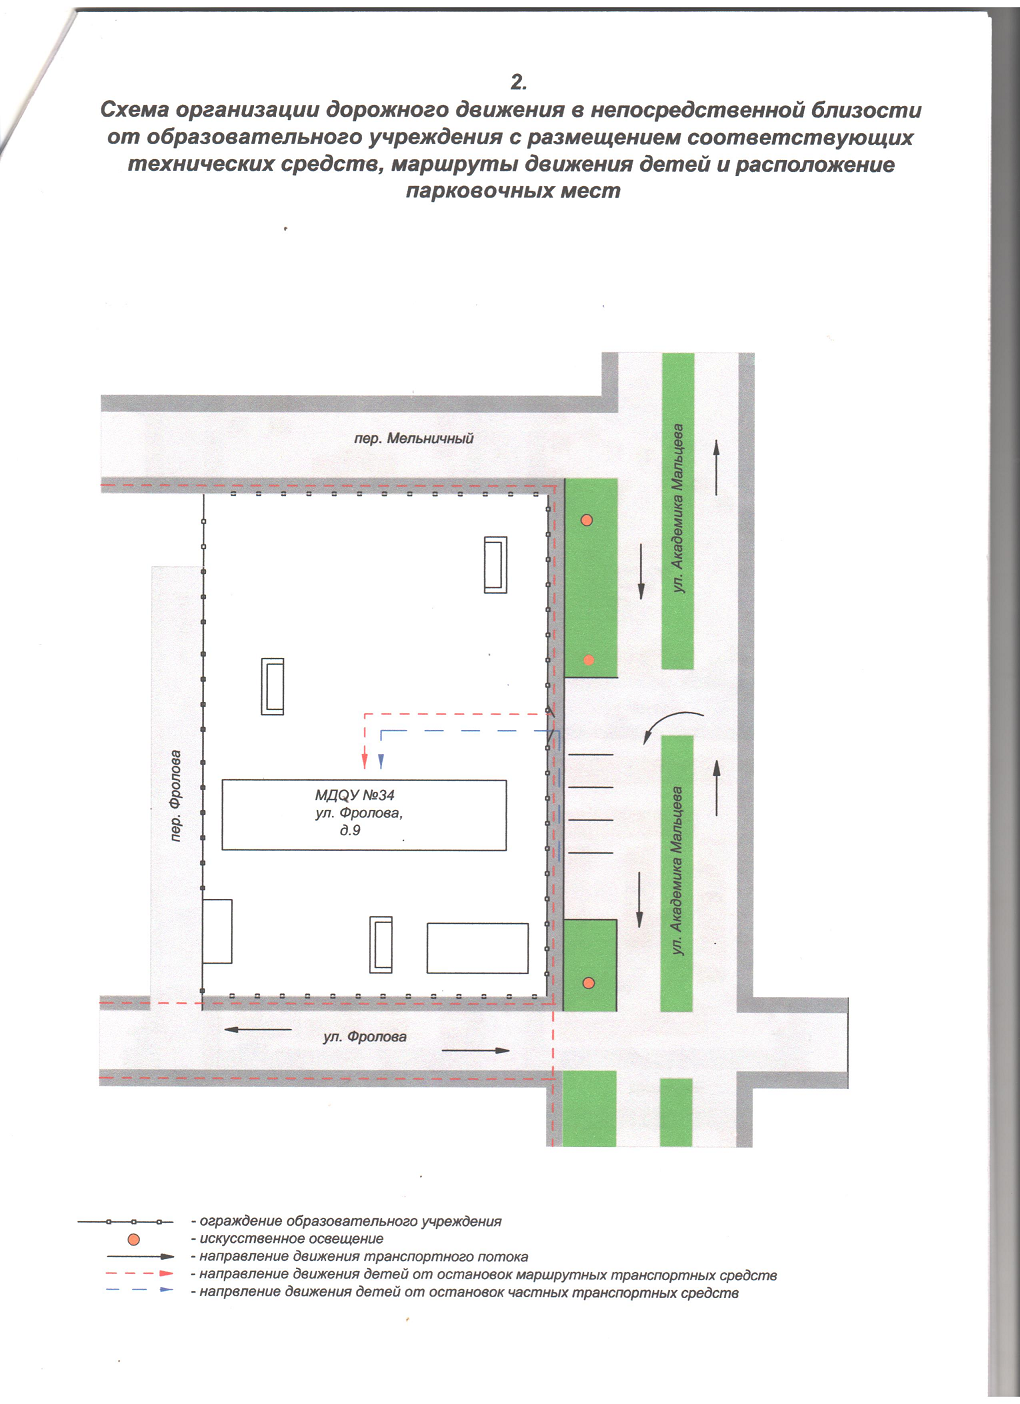 2.
Схема организации дорожного движения в непосредственной близости
от образовательного учреждения с размещением соответствующих
технических средств, маршруты движения детей и расположение
парковочных мест
пер. Мельничный
ул. Академика Мальцева
пер. Фролова
МДQУ №34
ул. Фролова,
д.9
ул. Академика Мальцева
ул. Фролова
- ограждение образовательного учреждения
- искусственное освещение
- направление движения транспортного потока
- направление движения детей от остановок маршрутных транспортных средств
- напрвление движения детей от остановок частных транспортных средств